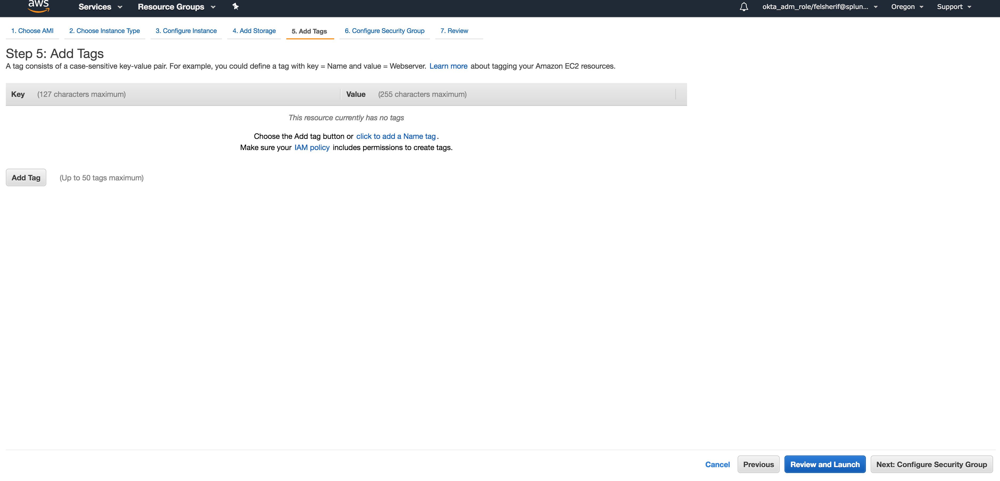 aws Services Resource Groups okta_adm_role/felsherif@splun... Oregon Support
1. Choose AMI 2. Choose Instance Type 3. Configure Instance 4. Add Storage 5. Add Tags 6. Configure Security Group 7. Review
Step 5: Add Tags
A tag consists of a case-sensitive key-value pair. For example, you could define a tag with key = Name and value = Webserver. Learn more about tagging your Amazon EC2 resources.
Key (127 characters maximum) Value (255 characters maximum)
This resource currently has no tags
Choose the Add tag button or click to add a Name tag.
Make sure your IAM policy includes permissions to create tags.
Add Tag (Up to 50 tags maximum)
Cancel Previous Review and Launch Next: Configure Security Group